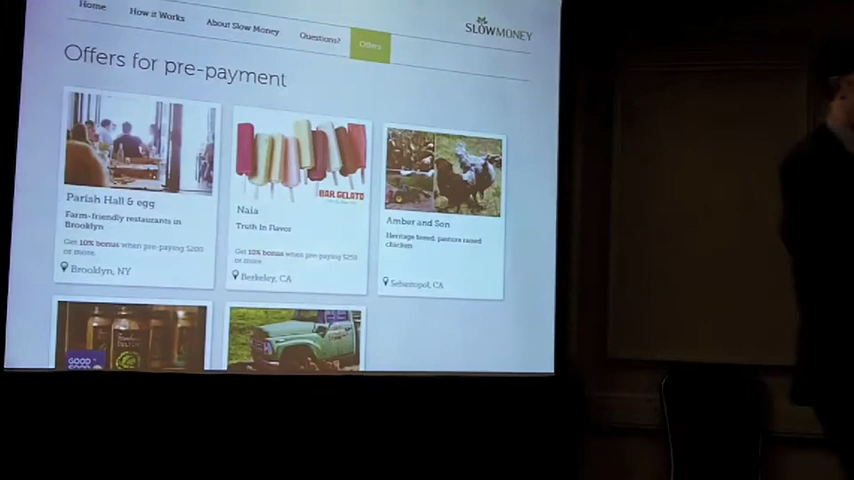 Home
How it Works
About Slow Money
Questions?
Offers
SLOWMONEY
Offers for pre-payment
Parish Hall & egg
Farm-friendly restaurants in
Brooklyn
Get 10% bonus when pre-paying $200
or more.
Brooklyn, NY
BAR GELATO
Naia
Truth In Flavor
Get 10% bonus when pre-paying $250
or more.
Berkeley, CA
Amber and Son
Heritage breed, pasture raised
chicken
Sebastopol, CA
GOOD